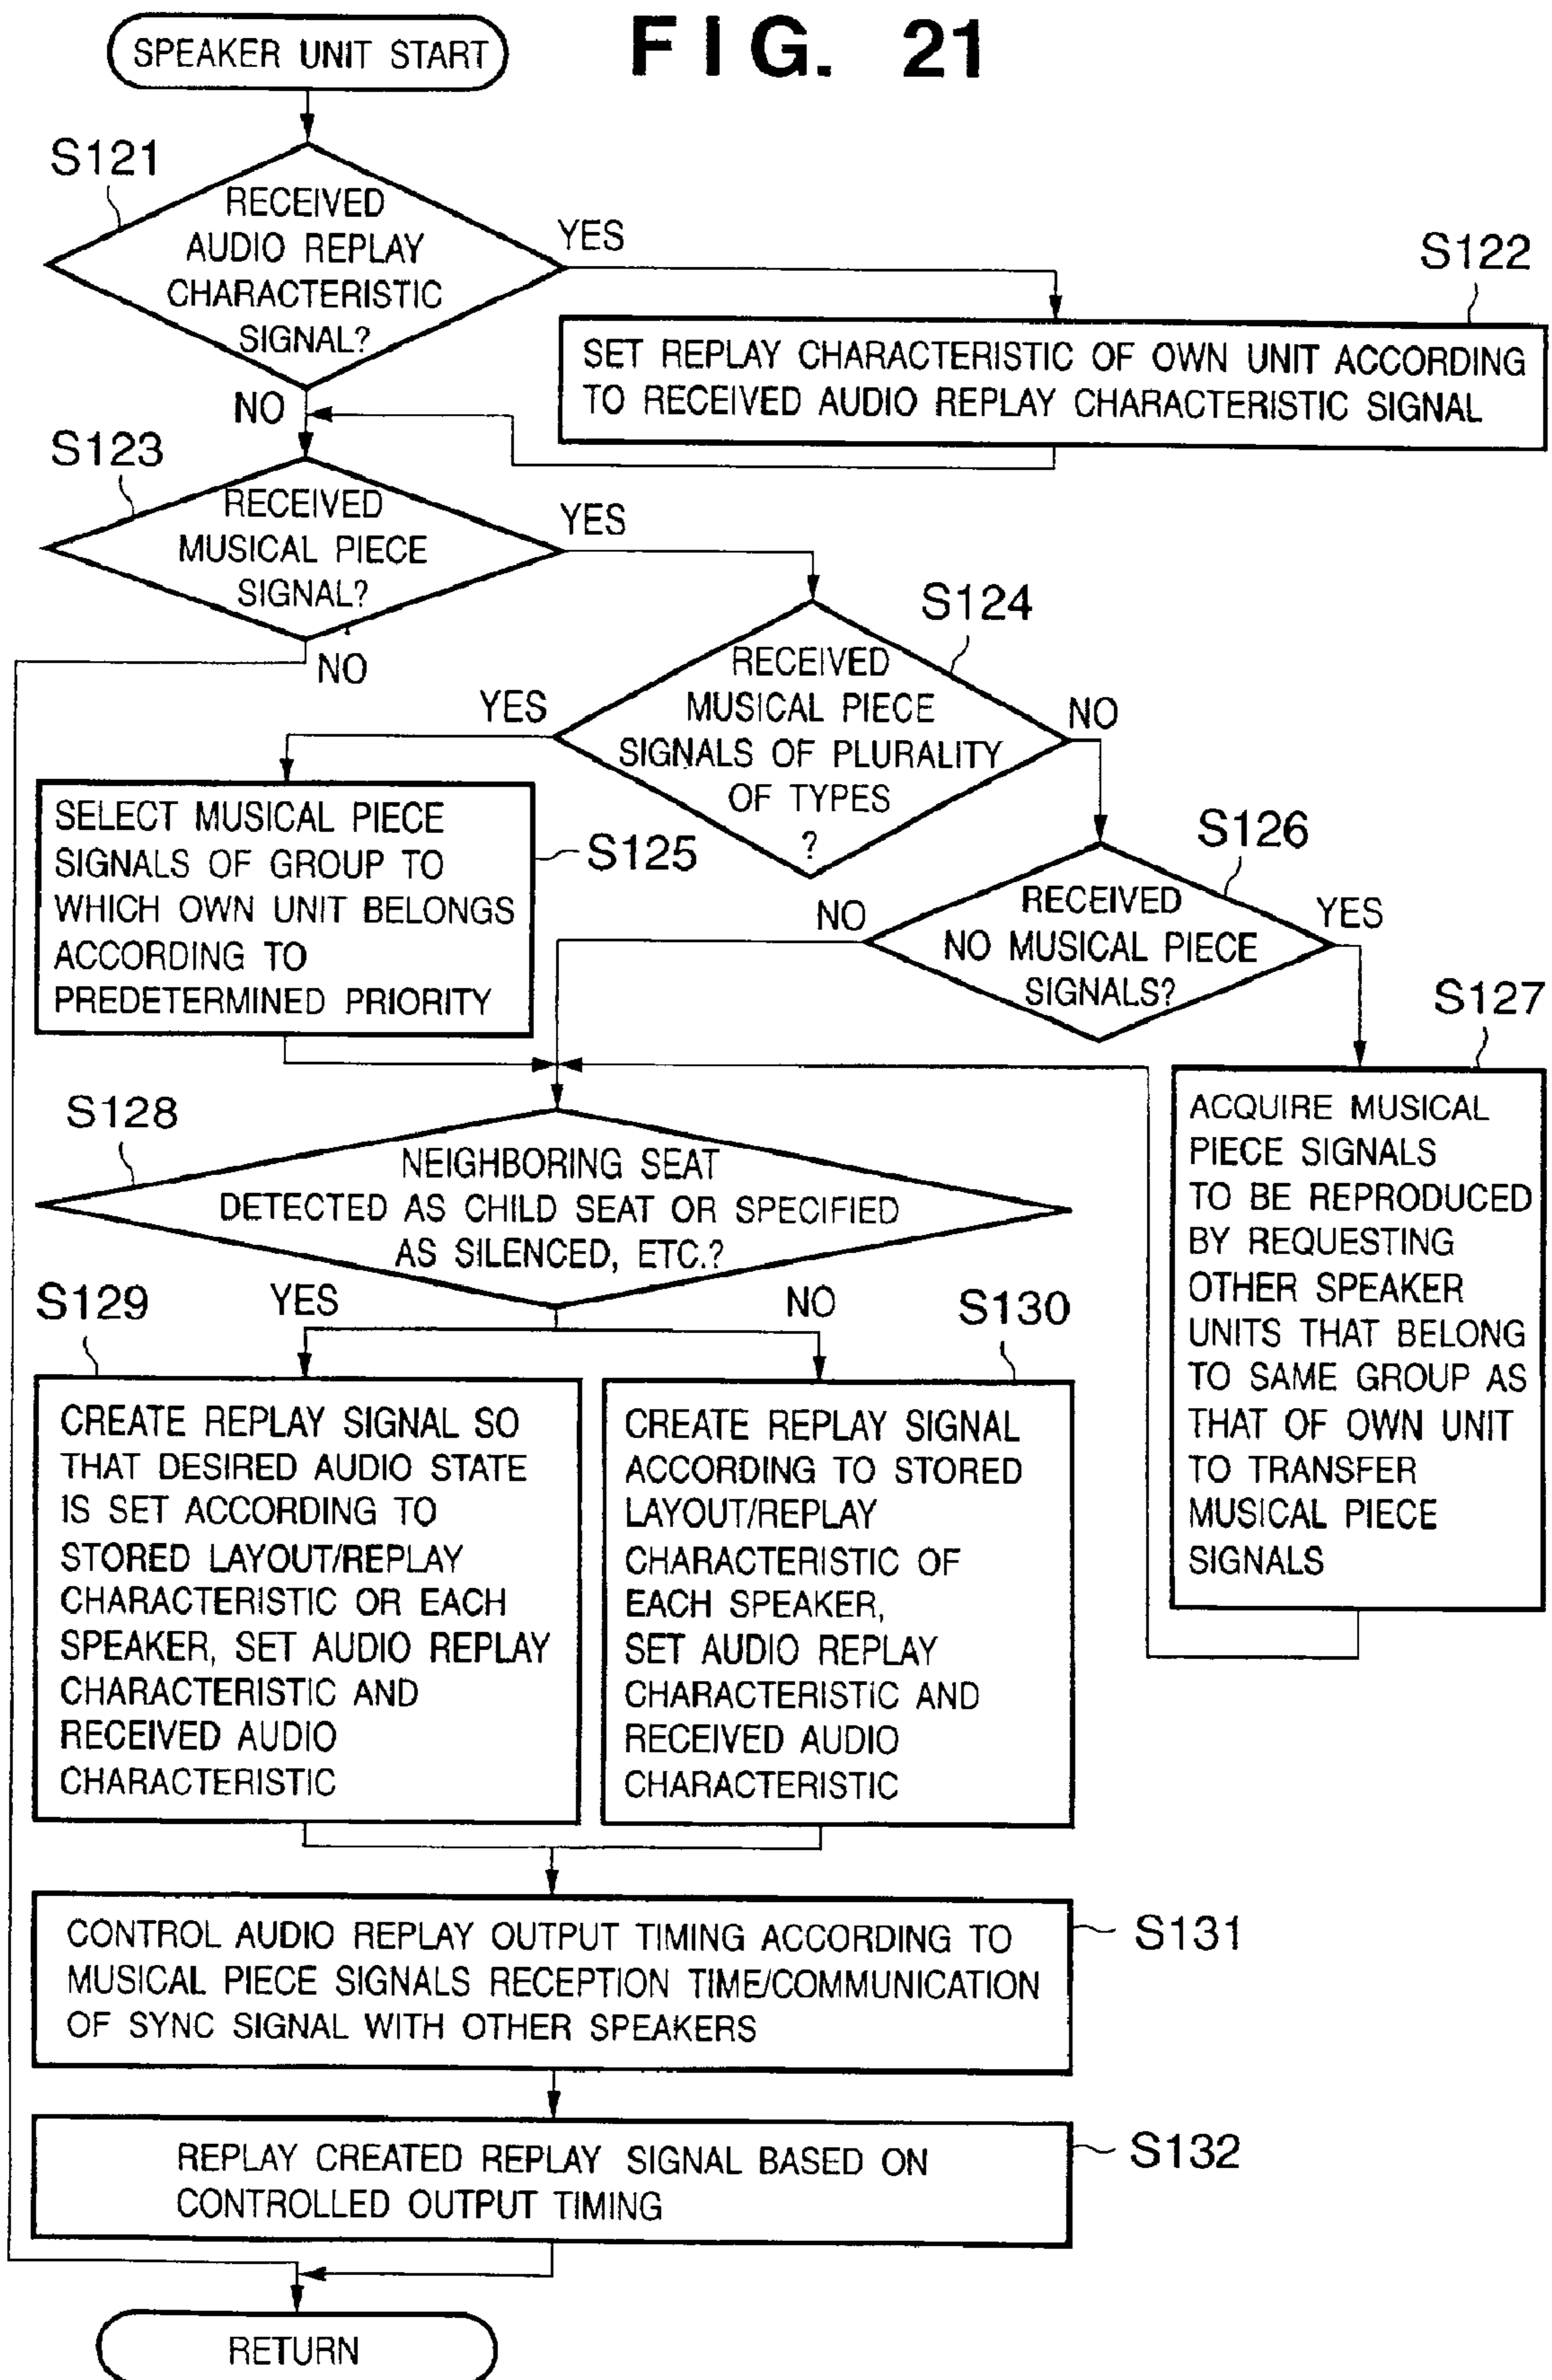 FIG. 21
SPEAKER UNIT START
S121
RECEIVED
AUDIO REPLAY
CHARACTERISTIC
SIGNAL?
YES
NO
S122
SET REPLAY CHARACTERISTIC OF OWN UNIT ACCORDING
TO RECEIVED AUDIO REPLAY CHARACTERISTIC SIGNAL
S123
RECEIVED
MUSICAL PIECE
SIGNAL?
YES
NO
S124
RECEIVED
MUSICAL PIECE
SIGNALS OF PLURALITY
OF TYPES
?
YES
NO
SELECT MUSICAL PIECE
SIGNALS OF GROUP TO
WHICH OWN UNIT BELONGS
ACCORDING TO
PREDETERMINED PRIORITY
S125
S126
RECEIVED
NO MUSICAL PIECE
SIGNALS?
NO
YES
S127
ACQUIRE MUSICAL
PIECE SIGNALS
TO BE REPRODUCED
BY REQUESTING
OTHER SPEAKER
UNITS THAT BELONG
TO SAME GROUP AS
THAT OF OWN UNIT
TO TRANSFER
MUSICAL PIECE
SIGNALS
S128
NEIGHBORING SEAT
DETECTED AS CHILD SEAT OR SPECIFIED
AS SILENCED, ETC.?
YES
NO
S129
CREATE REPLAY SIGNAL SO
THAT DESIRED AUDIO STATE
IS SET ACCORDING TO
STORED LAYOUT/REPLAY
CHARACTERISTIC OR EACH
SPEAKER, SET AUDIO REPLAY
CHARACTERISTIC AND
RECEIVED AUDIO
CHARACTERISTIC
S130
CREATE REPLAY SIGNAL
ACCORDING TO STORED
LAYOUT/REPLAY
CHARACTERISTIC OF
EACH SPEAKER,
SET AUDIO REPLAY
CHARACTERISTIC AND
RECEIVED AUDIO
CHARACTERISTIC
CONTROL AUDIO REPLAY OUTPUT TIMING ACCORDING TO
MUSICAL PIECE SIGNALS RECEPTION TIME/COMMUNICATION
OF SYNC SIGNAL WITH OTHER SPEAKERS
S131
REPLAY CREATED REPLAY SIGNAL BASED ON
CONTROLLED OUTPUT TIMING
S132
RETURN